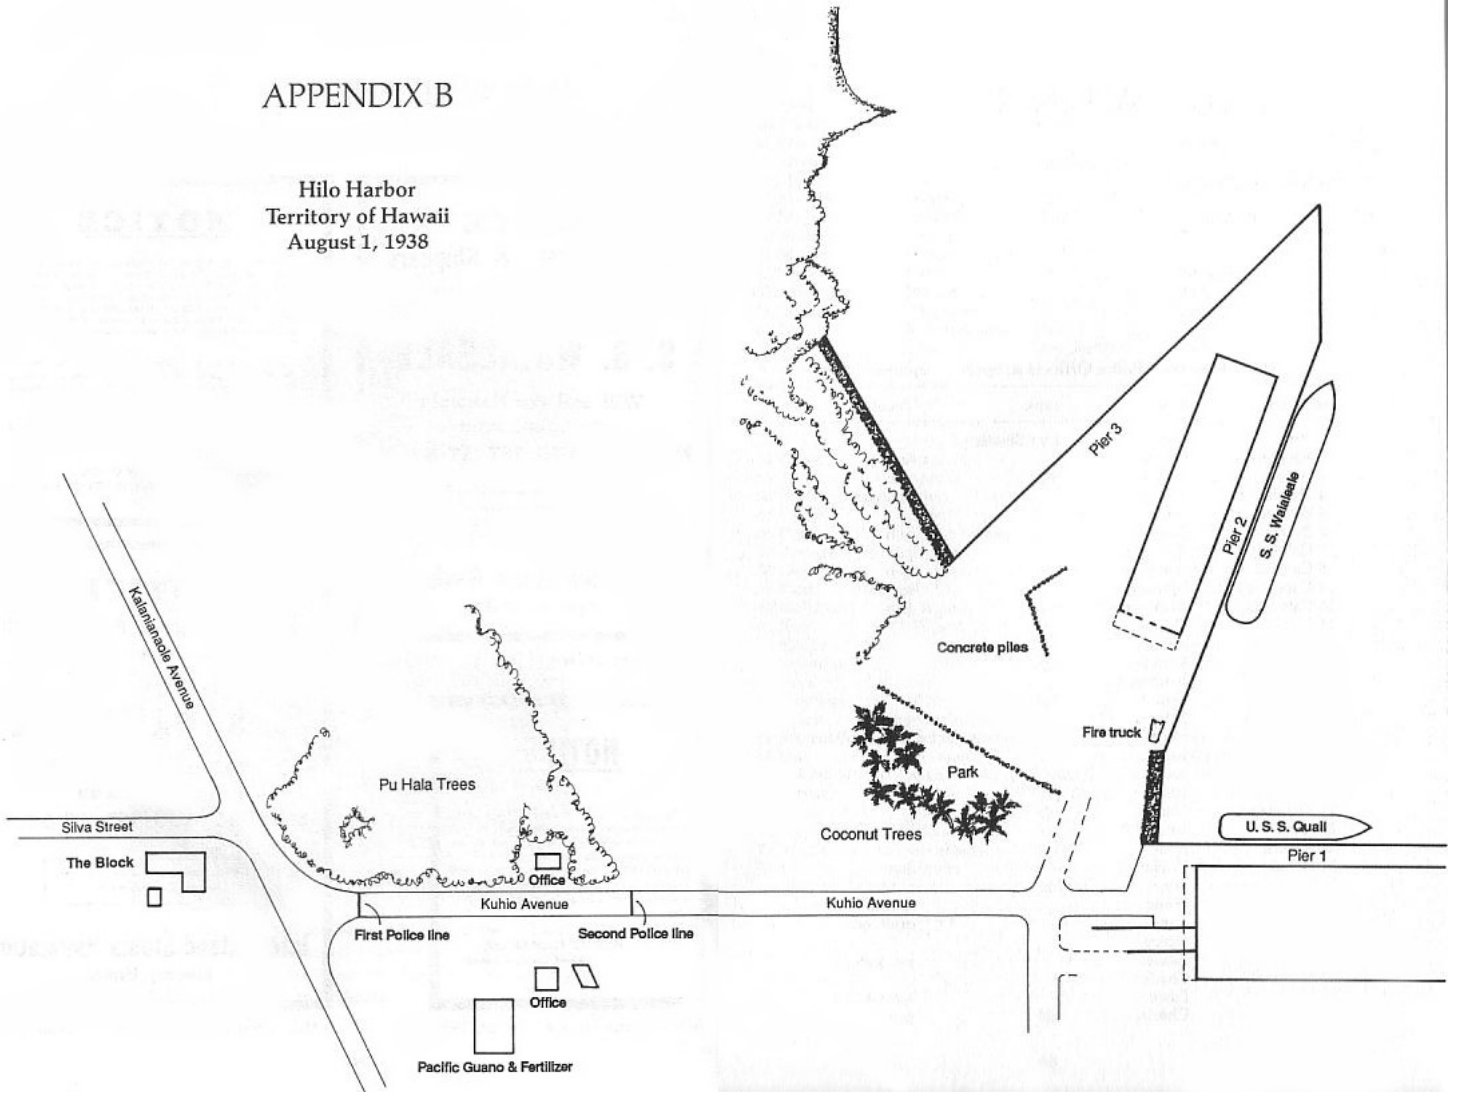 APPENDIX B
Hilo Harbor
Territory of Hawaii
August 1, 1938
Pier 3
Pier 2
S. S. Waialeale
Kalanianaole Avenue
Concrete piles
Fire truck
Park
Pu Hala Trees
Silva Street
Coconut Trees
U. S. S. Quail
Pier 1
The Block
Office
Kuhio Avenue
Kuhio Avenue
First Police line
Second Police line
Office
Pacific Guano & Fertilizer